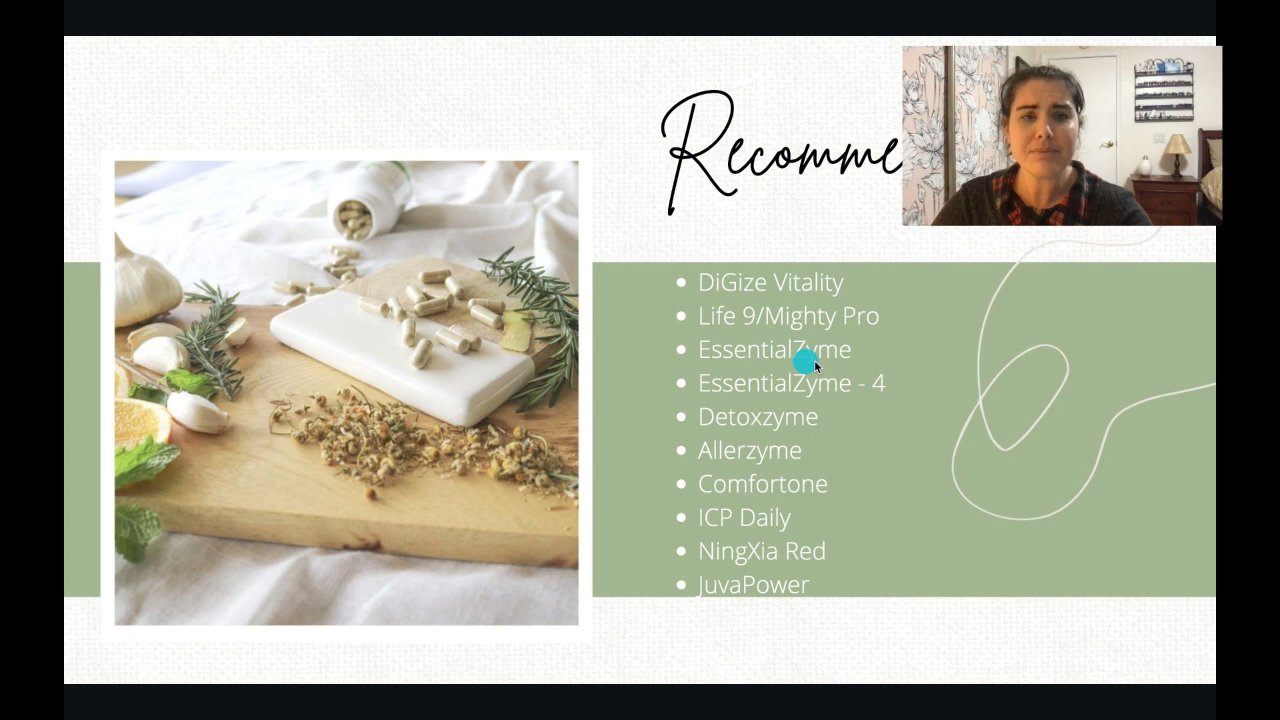 Recomme
DiGize Vitality
Life 9/Mighty Pro
EssentialZyme
EssentialZyme - 4
Detoxzyme
Allerzyme
Comfortone
ICP Daily
NingXia Red
JuvaPower